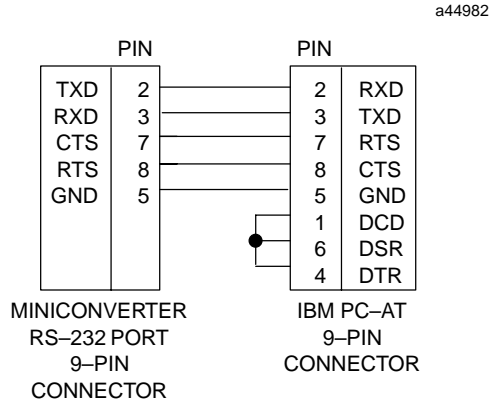 a44982
PIN PIN
TXD 2 2 RXD
RXD 3 3 TXD
CTS 7 7 RTS
RTS 8 8 CTS
GND 5 5 GND
1 DCD
6 DSR
4 DTR
MINICONVERTER
RS–232 PORT
9–PIN
CONNECTOR
IBM PC–AT
9–PIN
CONNECTOR